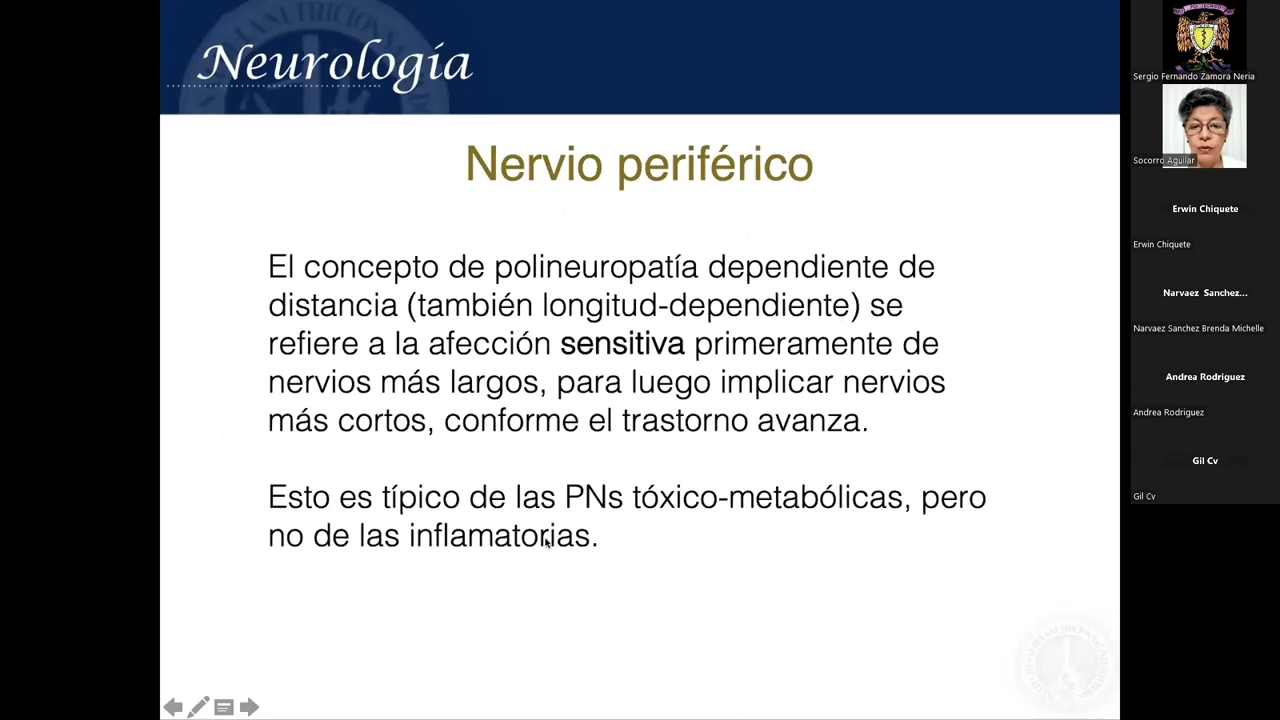 Neurología
Nervio periférico
El concepto de polineuropatía dependiente de
distancia (también longitud-dependiente) se
refiere a la afección sensitiva primeramente de
nervios más largos, para luego implicar nervios
más cortos, conforme el trastorno avanza.
Esto es típico de las PNs tóxico-metabólicas, pero
no de las inflamatorias.
Sergio Fernando Zamora Neria
Socorro Aguilar
Erwin Chiquete
Erwin Chiquete
Narvaez Sanchez...
Narvaez Sanchez Brenda Michelle
Andrea Rodriguez
Andrea Rodriguez
Gil Cv
Gil Cv